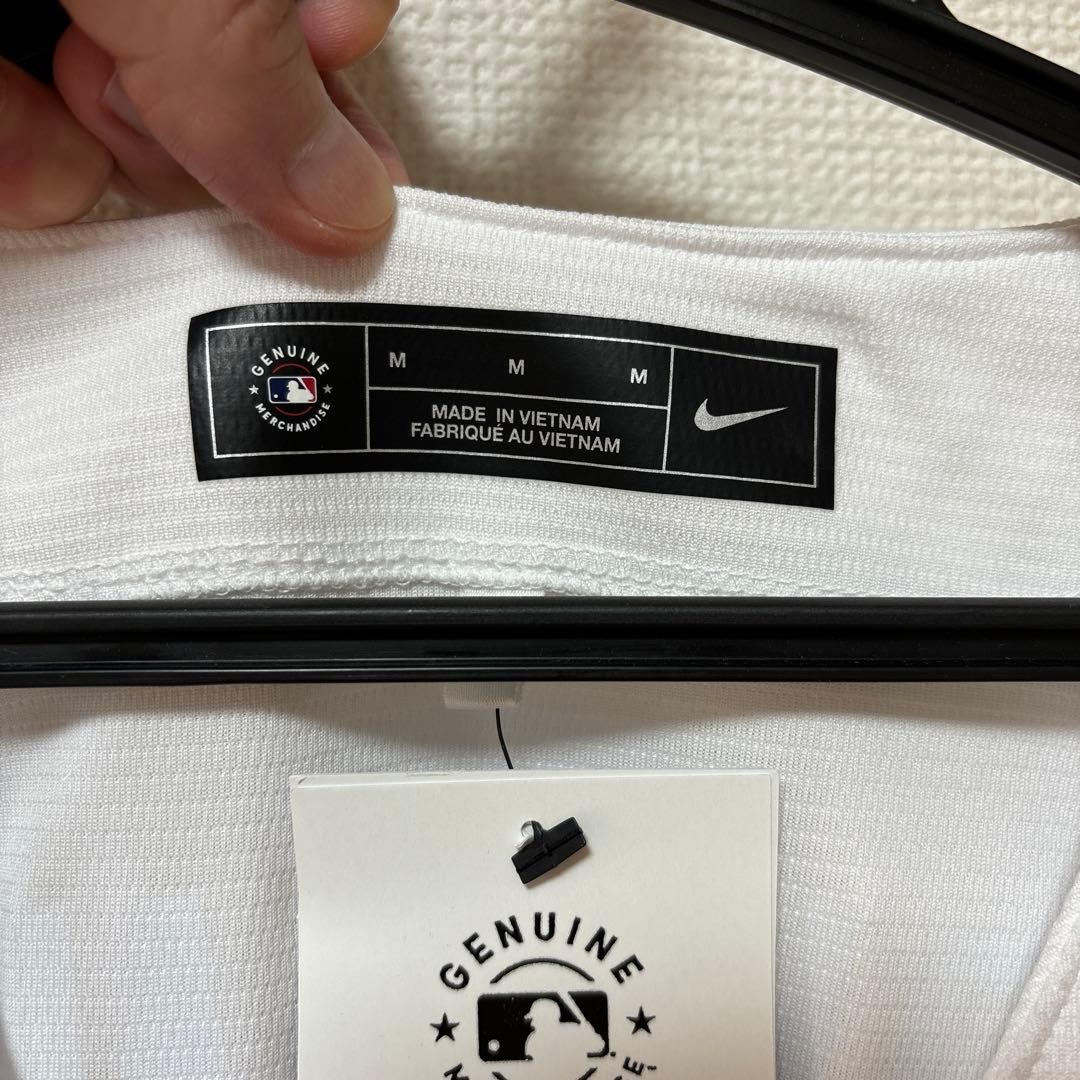 GENUINE
MERCHANDISE
M M M
MADE IN VIETNAM
FABRIQUÉ AU VIETNAM
GENUINE